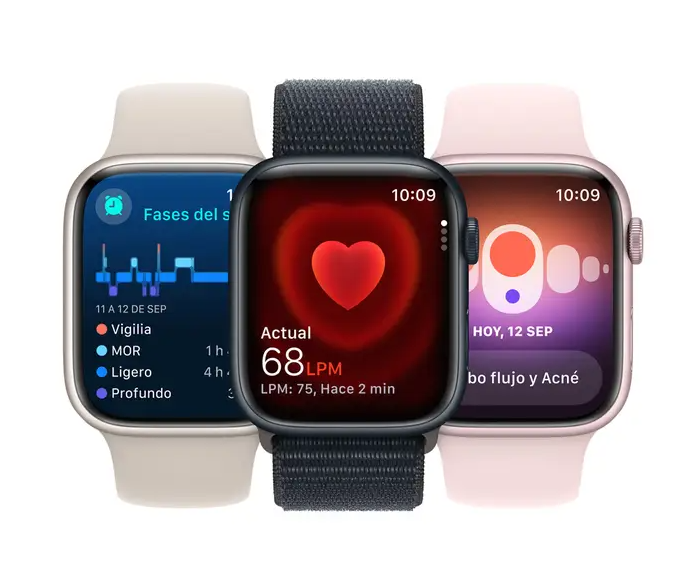 Fases del s
11 A 12 DE SEP
Vigilia
MOR 1 h
Ligero 4 h
Profundo
10:09
Actual
68LPM
LPM: 75, Hace 2 min
10:09
HOY, 12 SEP
bo flujo y Acné